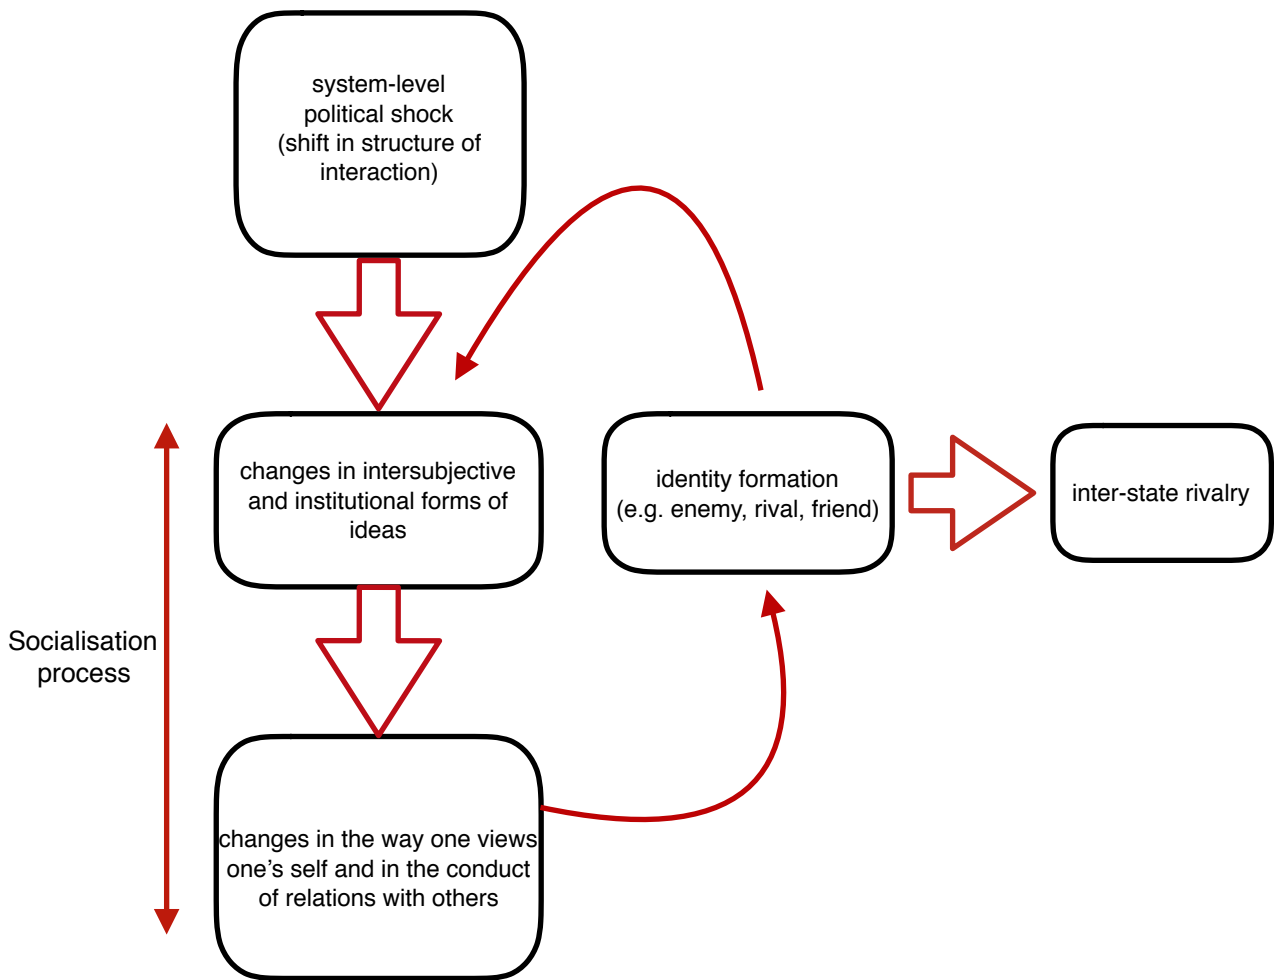 system-level
political shock
(shift in structure of
interaction)
changes in intersubjective
and institutional forms of
ideas
identity formation
(e.g. enemy, rival, friend)
inter-state rivalry
Socialisation
process
changes in the way one views
one's self and in the conduct
of relations with others